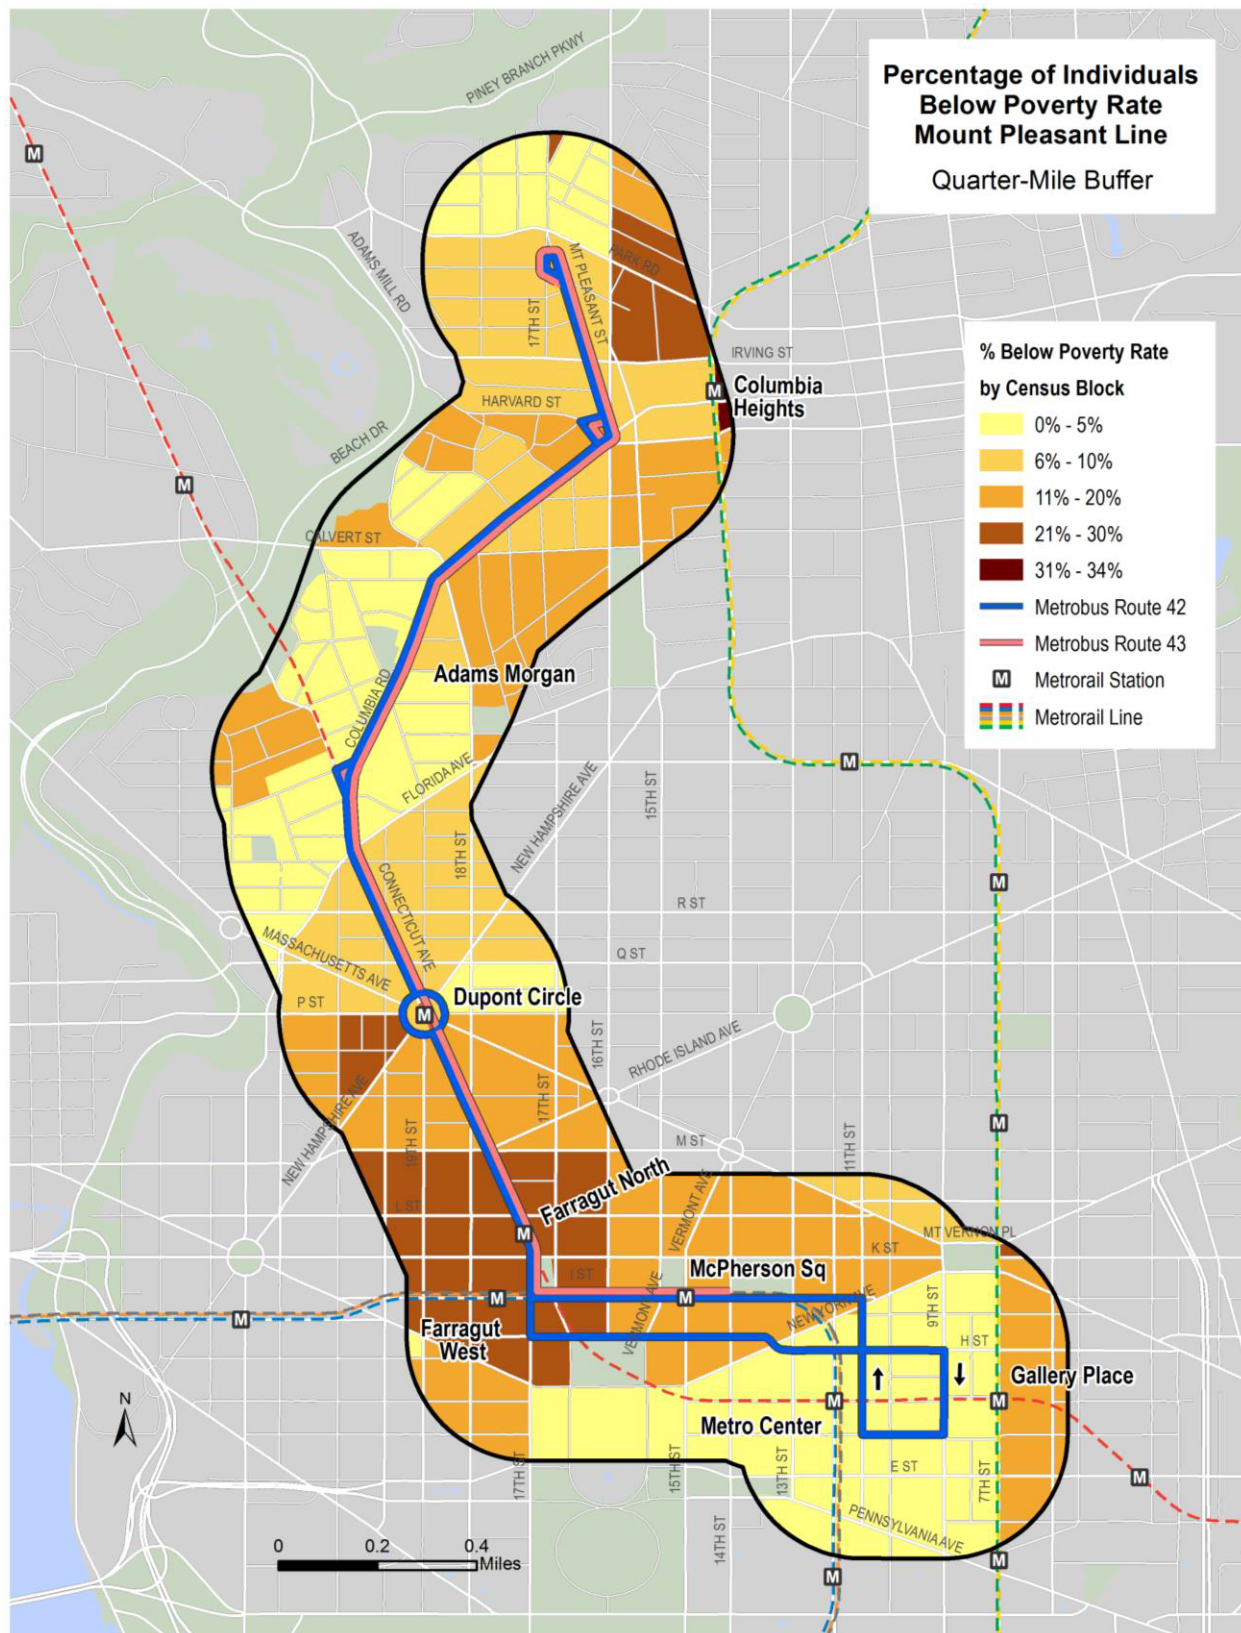 Percentage of Individuals
Below Poverty Rate
Mount Pleasant Line
Quarter-Mile Buffer
% Below Poverty Rate
by Census Block
0% - 5%
6% - 10%
11% - 20%
21% - 30%
31% - 34%
Metrobus Route 42
Metrobus Route 43
M Metrorail Station
Metrorail Line
PINEY BRANCH PKWY
M
ADAMS MILL RD
MT PLEASANT ST
PARK RD
17TH ST
IRVING ST
M
Columbia
Heights
HARVARD ST
BEACH DR
M
CALVERT ST
Adams Morgan
COLUMBIA RD
FLORIDA AVE
NEW HAMPSHIRE AVE
15TH ST
M
18TH ST
CONNECTICUT AVE
M
R ST
MASSACHUSETTS AVE
Q ST
P ST
Dupont Circle
M
16TH ST
RHODE ISLAND AVE
NEW HAMPSHIRE AVE
19TH ST
17TH ST
M ST
11TH ST
M
L ST
Farragut North
M
VERMONT AVE
K ST
MT VERNON PL
I ST
McPherson Sq
M
M
M
Farragut
West
VERMONT AVE
NEW YORK AVE
9TH ST
H ST
Gallery Place
M
M
Metro Center
17TH ST
15TH ST
13TH ST
E ST
7TH ST
M
PENNSYLVANIA AVE
14TH ST
M
M
N
0 0.2 0.4
Miles